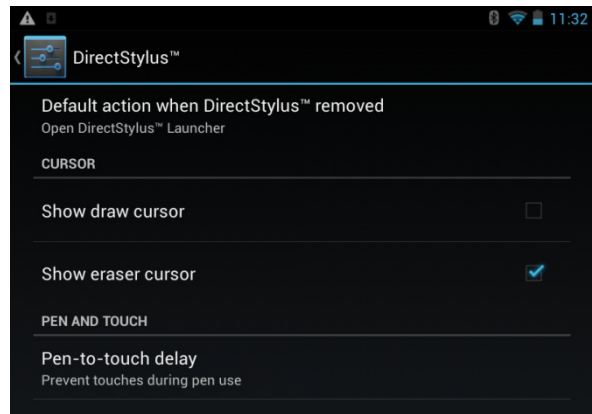 11:32
DirectStylus™
Default action when DirectStylus™ removed
Open DirectStylus™ Launcher
CURSOR
Show draw cursor
Show eraser cursor
PEN AND TOUCH
Pen-to-touch delay
Prevent touches during pen use